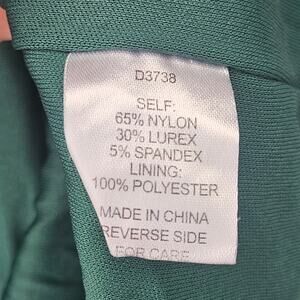 D3738
SELF:
65% NYLON
30% LUREX
5% SPANDEX
LINING:
100% POLYESTER
MADE IN CHINA
REVERSE SIDE
FOR CARE